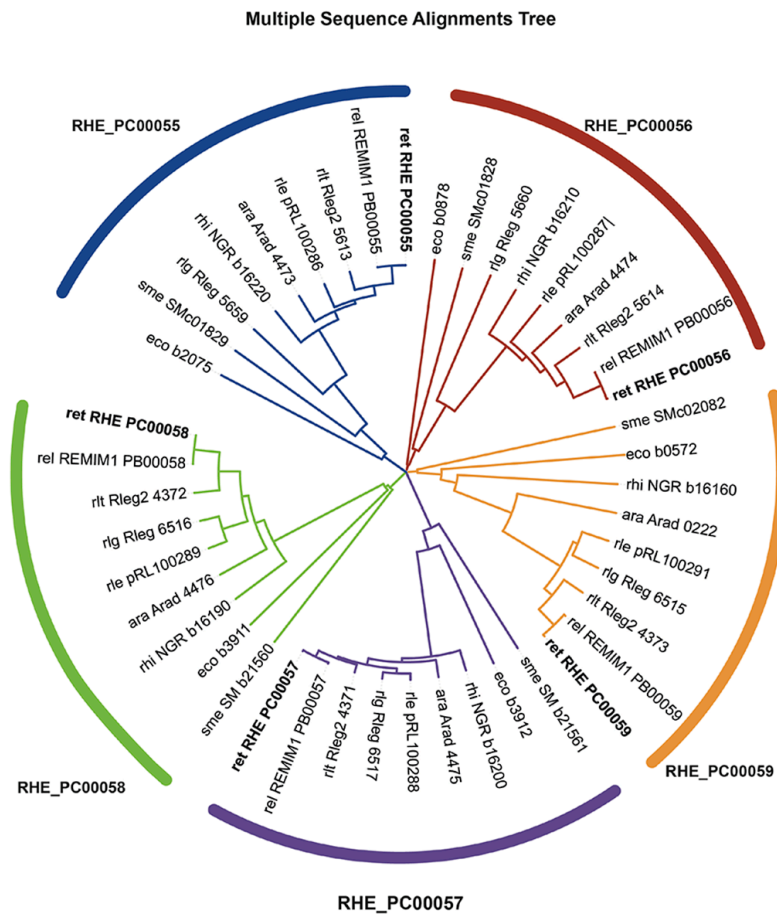 Multiple Sequence Alignments Tree
RHE_PC00055
RHE_PC00056
eco b2075
sme SMc01829
rlg Rleg 5659
rhi NGR b16220
ara Arad 4473
rle pRL100286
rlt Rleg2 5613
rel REMIM1 PB00055
ret RHE PC00055
eco b0878
sme SMc01828
rlg Rleg 5660
rhi NGR b16210
rle pRL100287|
ara Arad 4474
rlt Rleg2 5614
rel REMIM1 PB00056
ret RHE PC00056
sme SMc02082
eco b0572
rhi NGR b16160
ara Arad 0222
rle pRL100291
rlg Rleg 6515
rlt Rleg2 4373
rel REMIM1 PB00059
ret RHE PC00059
RHE_PC00059
sme SM b21561
eco b3912
rhi NGR b16200
ara Arad 4475
rle pRL100288
rlg Rleg 6517
rlt Rleg2 4371
rel REMIM1 PB00057
ret RHE PC00057
RHE_PC00057
sme SM b21560
eco b3911
rhi NGR b16190
ara Arad 4476
rle pRL100289
rlg Rleg 6516
rlt Rleg2 4372
rel REMIM1 PB00058
ret RHE PC00058
RHE_PC00058